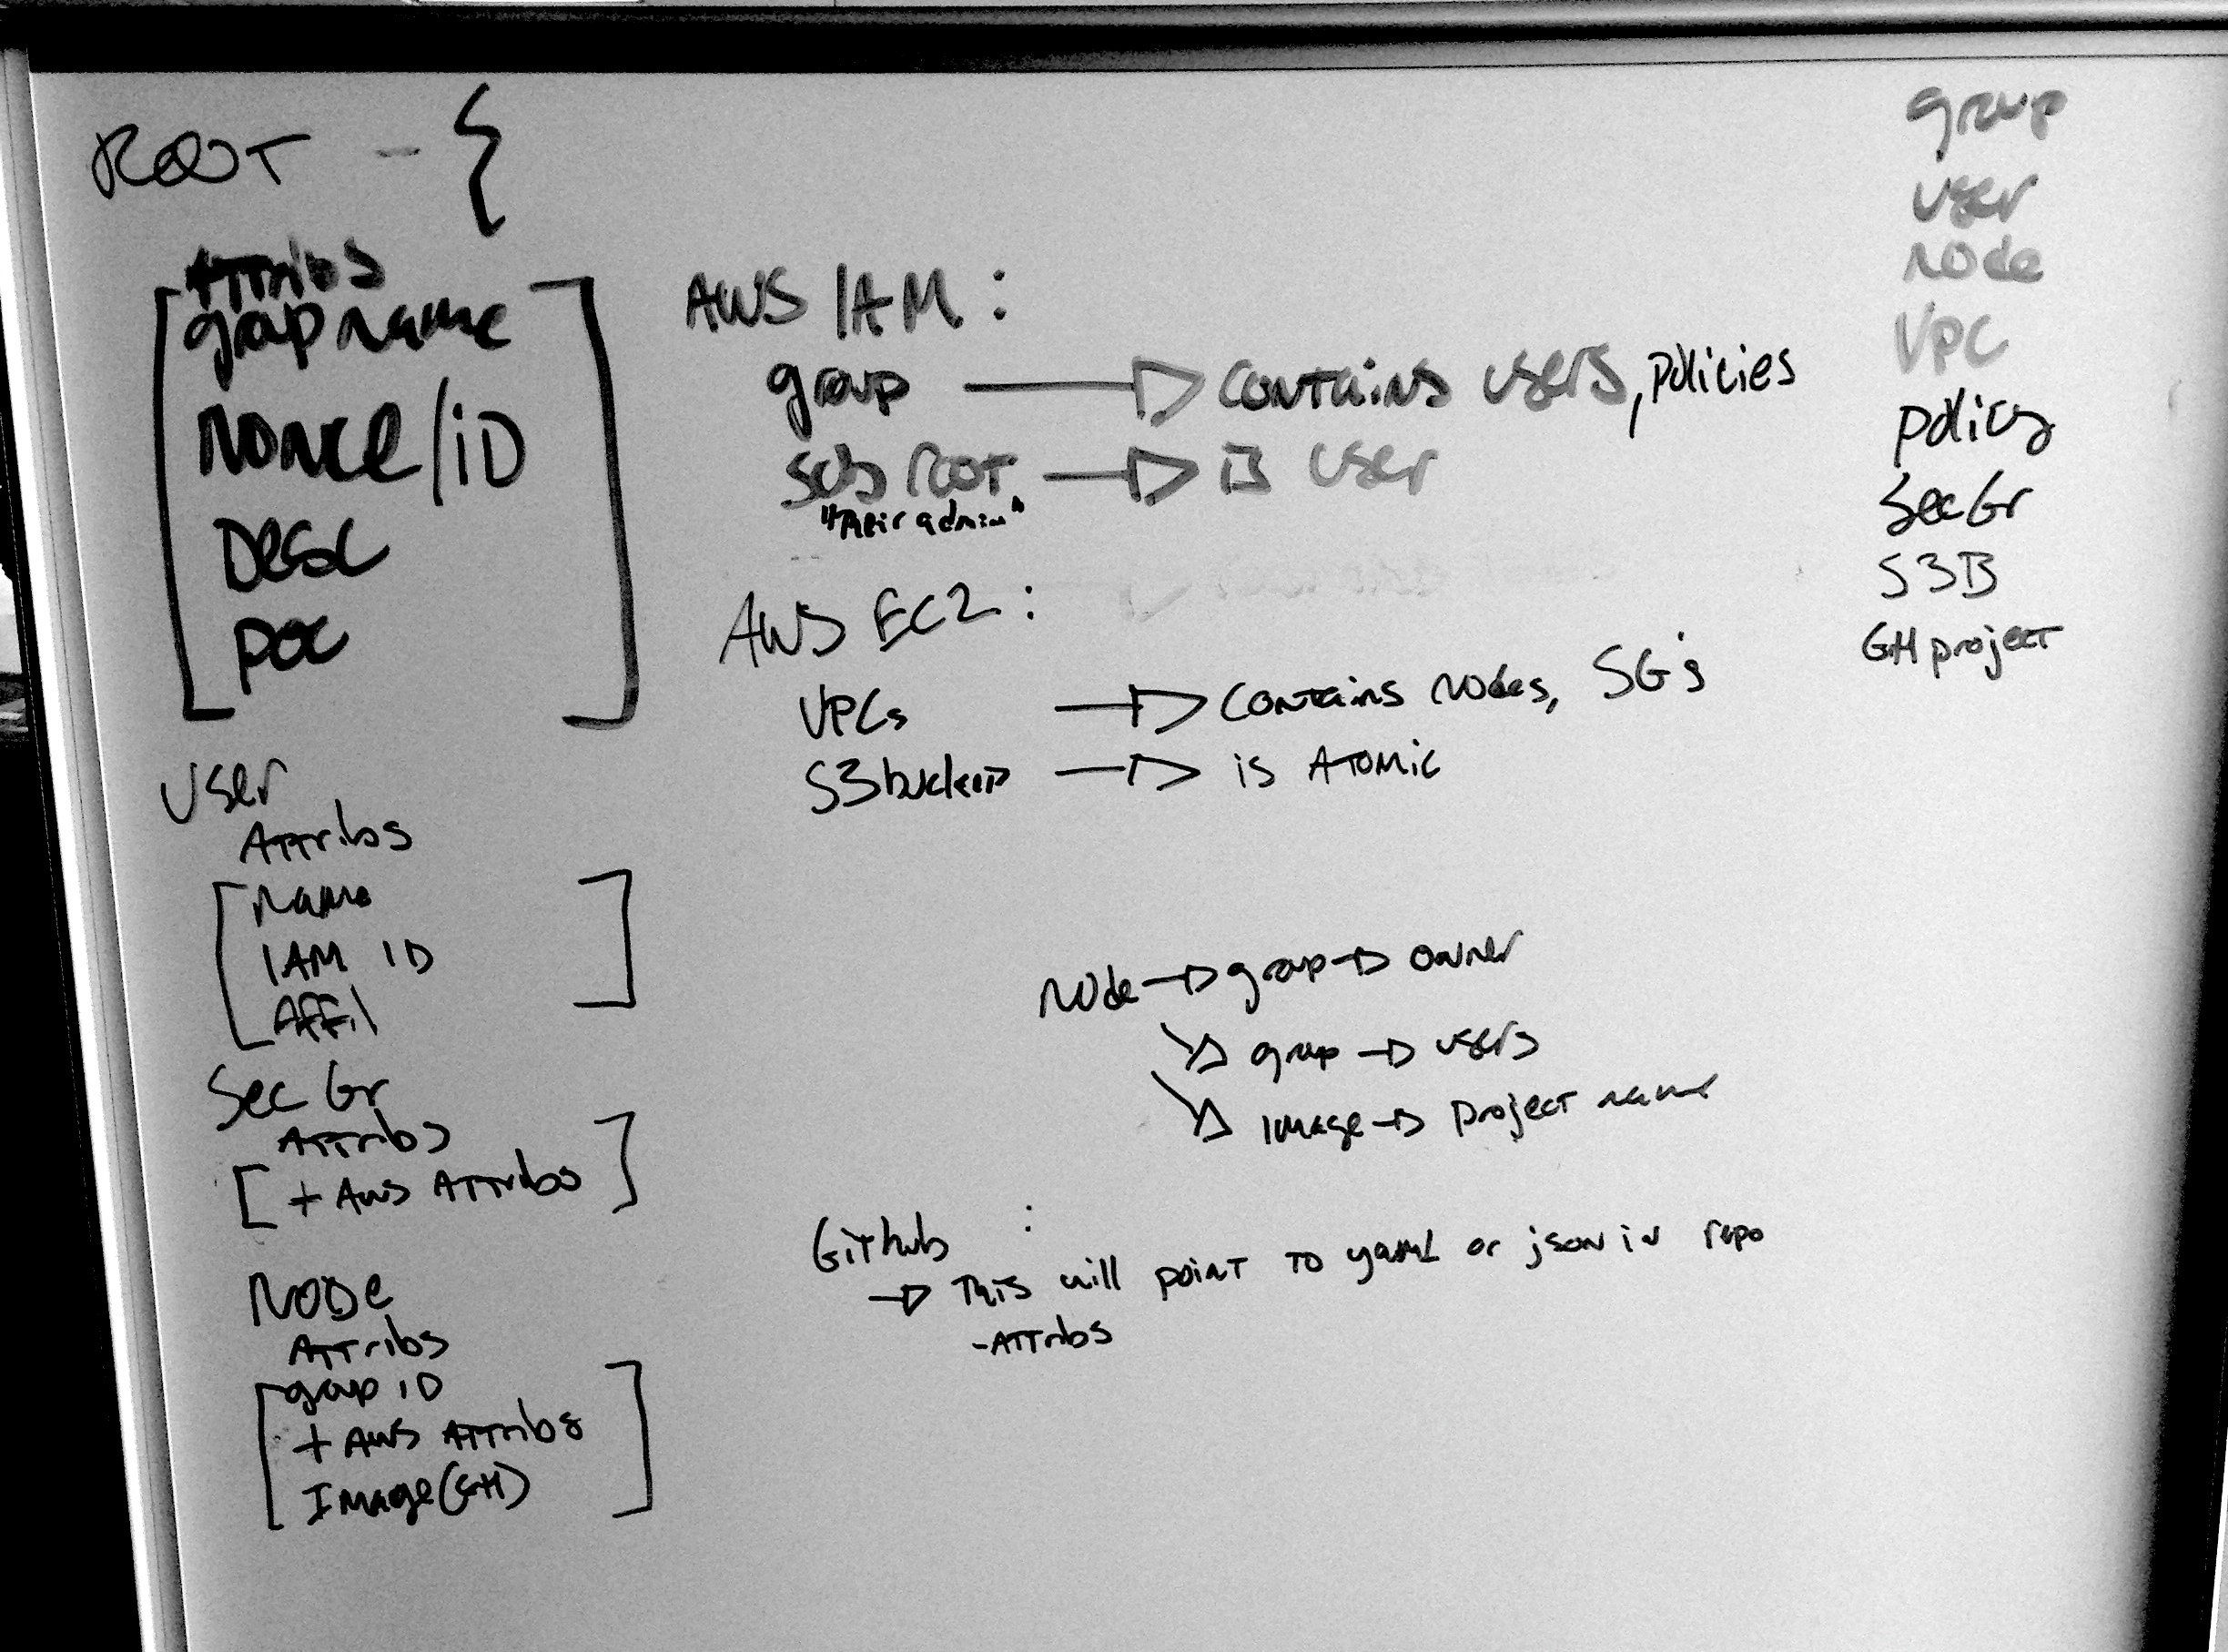 ROOT - {
Attribs
group name
Nonce/iD
Desc
POC
User
Attribs
Name
IAM ID
Affil
Sec Gr
Attribs
+ AWS Attribs
Node
Attribs
group ID
+ AWS Attribs
Image(GH)
AWS IAM :
group → contains users, policies
sub root → is user
"Their admin"
AWS EC2 :
VPCs → contains nodes, SG's
S3 bucket → is Atomic
Node → group → owner
↘ group → users
↘ image → project name
Github :
→ This will point to yaml or json in repo
- Attribs
group
user
node
VPC
policy
Sec Gr
S3B
GH project